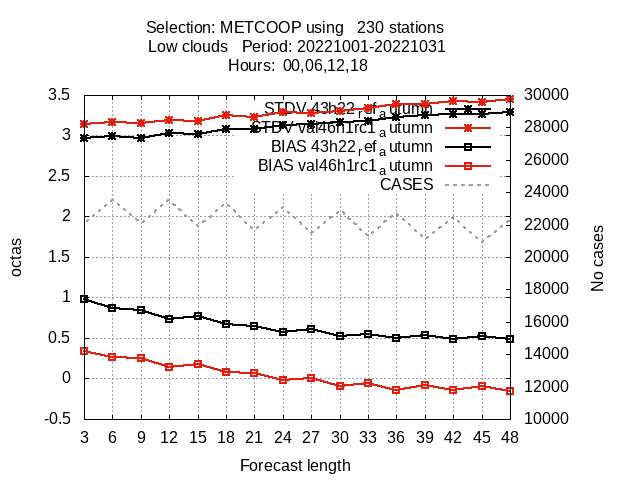 Selection: METCOOP using   230 stations
Low clouds   Period: 20221001-20221031
Hours:  00,06,12,18
STDV 43h22_ref_autumn
STDV val46h1rc1_autumn
BIAS 43h22_ref_autumn
BIAS val46h1rc1_autumn
CASES
octas
3.5
3
2.5
2
1.5
1
0.5
0
-0.5
No cases
30000
28000
26000
24000
22000
20000
18000
16000
14000
12000
10000
3 6 9 12 15 18 21 24 27 30 33 36 39 42 45 48
Forecast length